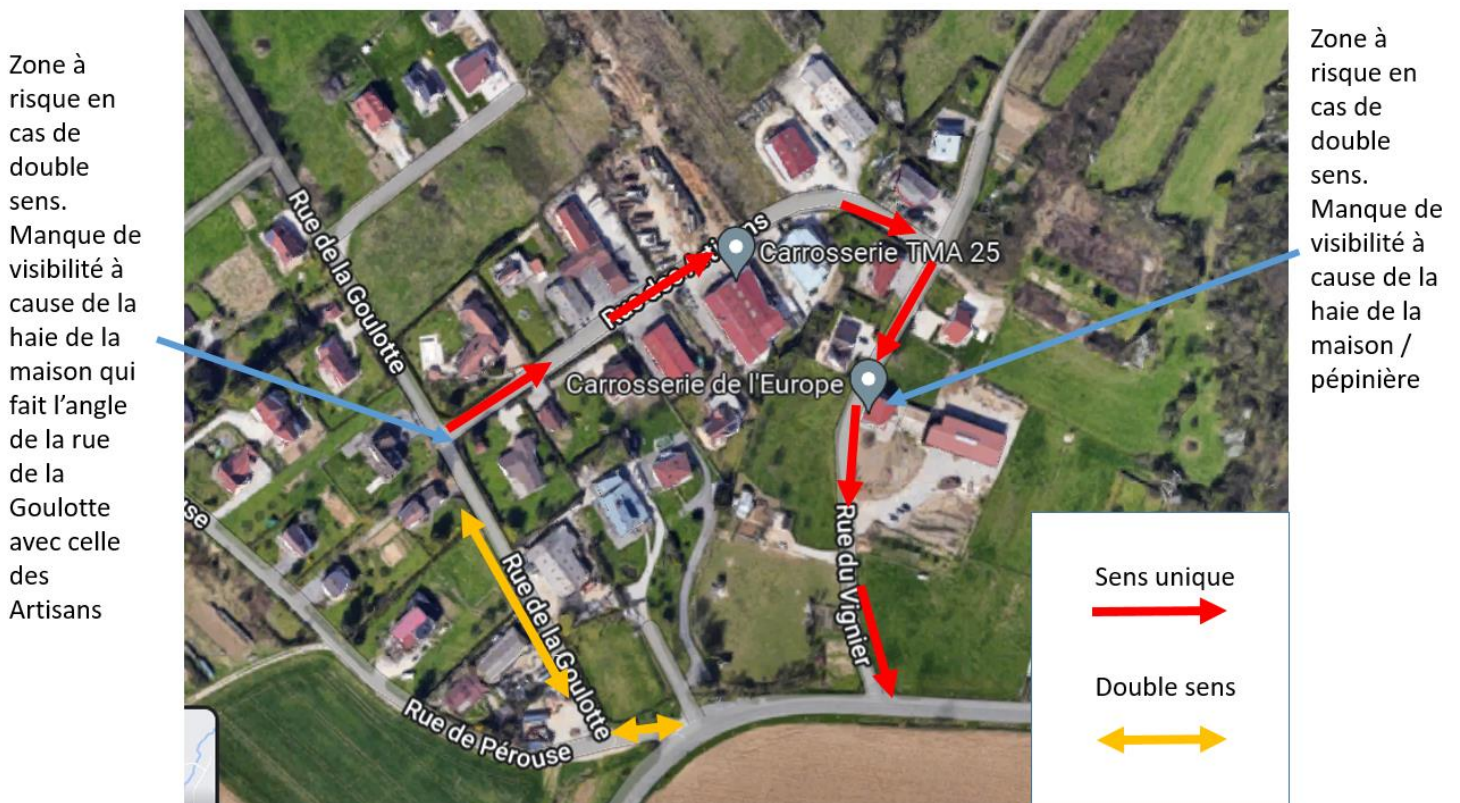 Zone à
risque en
cas de
double
sens.
Manque de
visibilité à
cause de la
haie de la
maison qui
fait l’angle
de la rue
de la
Goulotte
avec celle
des
Artisans
Rue de la Goulotte
Rue des
Carrosserie TMA 25
Carrosserie de l'Europe
Rue de la Goulotte
Rue du Vignier
Rue de Pérouse
se
Zone à
risque en
cas de
double
sens.
Manque de
visibilité à
cause de la
haie de la
maison /
pépinière
Sens unique
Double sens